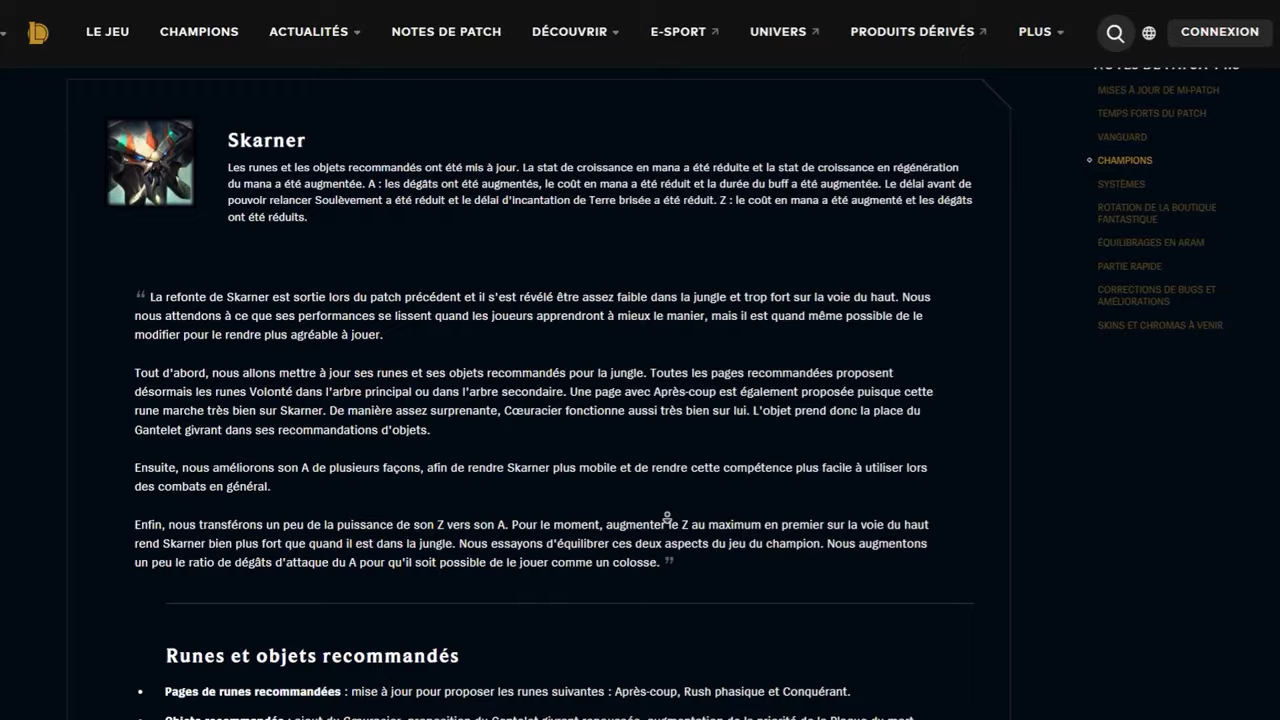 LE JEU CHAMPIONS ACTUALITÉS NOTES DE PATCH DÉCOUVRIR E-SPORT UNIVERS PRODUITS DÉRIVÉS PLUS CONNEXION
Skarner
Les runes et les objets recommandés ont été mis à jour. La stat de croissance en mana a été réduite et la stat de croissance en régénération
du mana a été augmentée. A : les dégâts ont été augmentés, le coût en mana a été réduit et la durée du buff a été augmentée. Le délai avant de
pouvoir relancer Soulèvement a été réduit et le délai d'incantation de Terre brisée a été réduit. Z : le coût en mana a été augmenté et les dégâts
ont été réduits.
“ La refonte de Skarner est sortie lors du patch précédent et il s'est révélé être assez faible dans la jungle et trop fort sur la voie du haut. Nous
nous attendons à ce que ses performances se lissent quand les joueurs apprendront à mieux le manier, mais il est quand même possible de le
modifier pour le rendre plus agréable à jouer.
Tout d'abord, nous allons mettre à jour ses runes et ses objets recommandés pour la jungle. Toutes les pages recommandées proposent
désormais les runes Volonté dans l'arbre principal ou dans l'arbre secondaire. Une page avec Après-coup est également proposée puisque cette
rune marche très bien sur Skarner. De manière assez surprenante, Cœuracier fonctionne aussi très bien sur lui. L'objet prend donc la place du
Gantelet givrant dans ses recommandations d'objets.
Ensuite, nous améliorons son A de plusieurs façons, afin de rendre Skarner plus mobile et de rendre cette compétence plus facile à utiliser lors
des combats en général.
Enfin, nous transférons un peu de la puissance de son Z vers son A. Pour le moment, augmenter le Z au maximum en premier sur la voie du haut
rend Skarner bien plus fort que quand il est dans la jungle. Nous essayons d'équilibrer ces deux aspects du jeu du champion. Nous augmentons
un peu le ratio de dégâts d'attaque du A pour qu'il soit possible de le jouer comme un colosse. ”
Runes et objets recommandés
• Pages de runes recommandées : mise à jour pour proposer les runes suivantes : Après-coup, Rush phasique et Conquérant.
MISES À JOUR DE MI-PATCH
TEMPS FORTS DU PATCH
VANGUARD
CHAMPIONS
SYSTÈMES
ROTATION DE LA BOUTIQUE
FANTASTIQUE
ÉQUILIBRAGES EN ARAM
PARTIE RAPIDE
CORRECTIONS DE BUGS ET
AMÉLIORATIONS
SKINS ET CHROMAS À VENIR